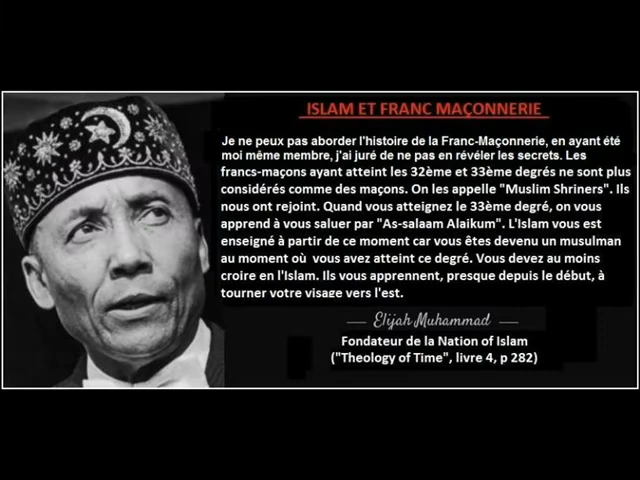 ISLAM ET FRANC MAÇONNERIE
Je ne peux pas aborder l'histoire de la Franc-Maçonnerie, en ayant été
moi même membre, j'ai juré de ne pas en révéler les secrets. Les
francs-maçons ayant atteint les 32ème et 33ème degrés ne sont plus
considérés comme des maçons. On les appelle "Muslim Shriners". Ils
nous ont rejoint. Quand vous atteignez le 33ème degré, on vous
apprend à vous saluer par "As-salaam Alaikum". L'Islam vous est
enseigné à partir de ce moment car vous êtes devenu un musulman
au moment où vous avez atteint ce degré. Vous devez au moins
croire en l'Islam. Ils vous apprennent, presque depuis le début, à
tourner votre visage vers l'est.
Elijah Muhammad
Fondateur de la Nation of Islam
("Theology of Time", livre 4, p 282)